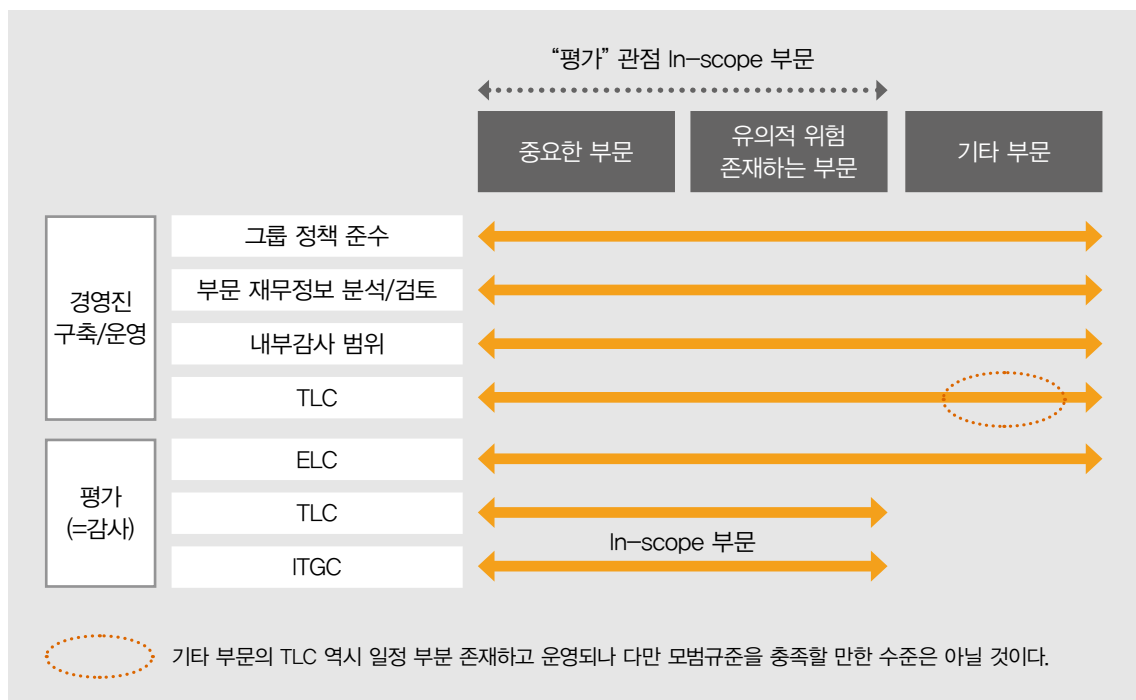 “평가” 관점 In-scope 부문
중요한 부문
유의적 위험
존재하는 부문
기타 부문
경영진
구축/운영
그룹 정책 준수
부문 재무정보 분석/검토
내부감사 범위
TLC
평가
(=감사)
ELC
TLC
In-scope 부문
ITGC
기타 부문의 TLC 역시 일정 부분 존재하고 운영되나 다만 모범규준을 충족할 만한 수준은 아닐 것이다.